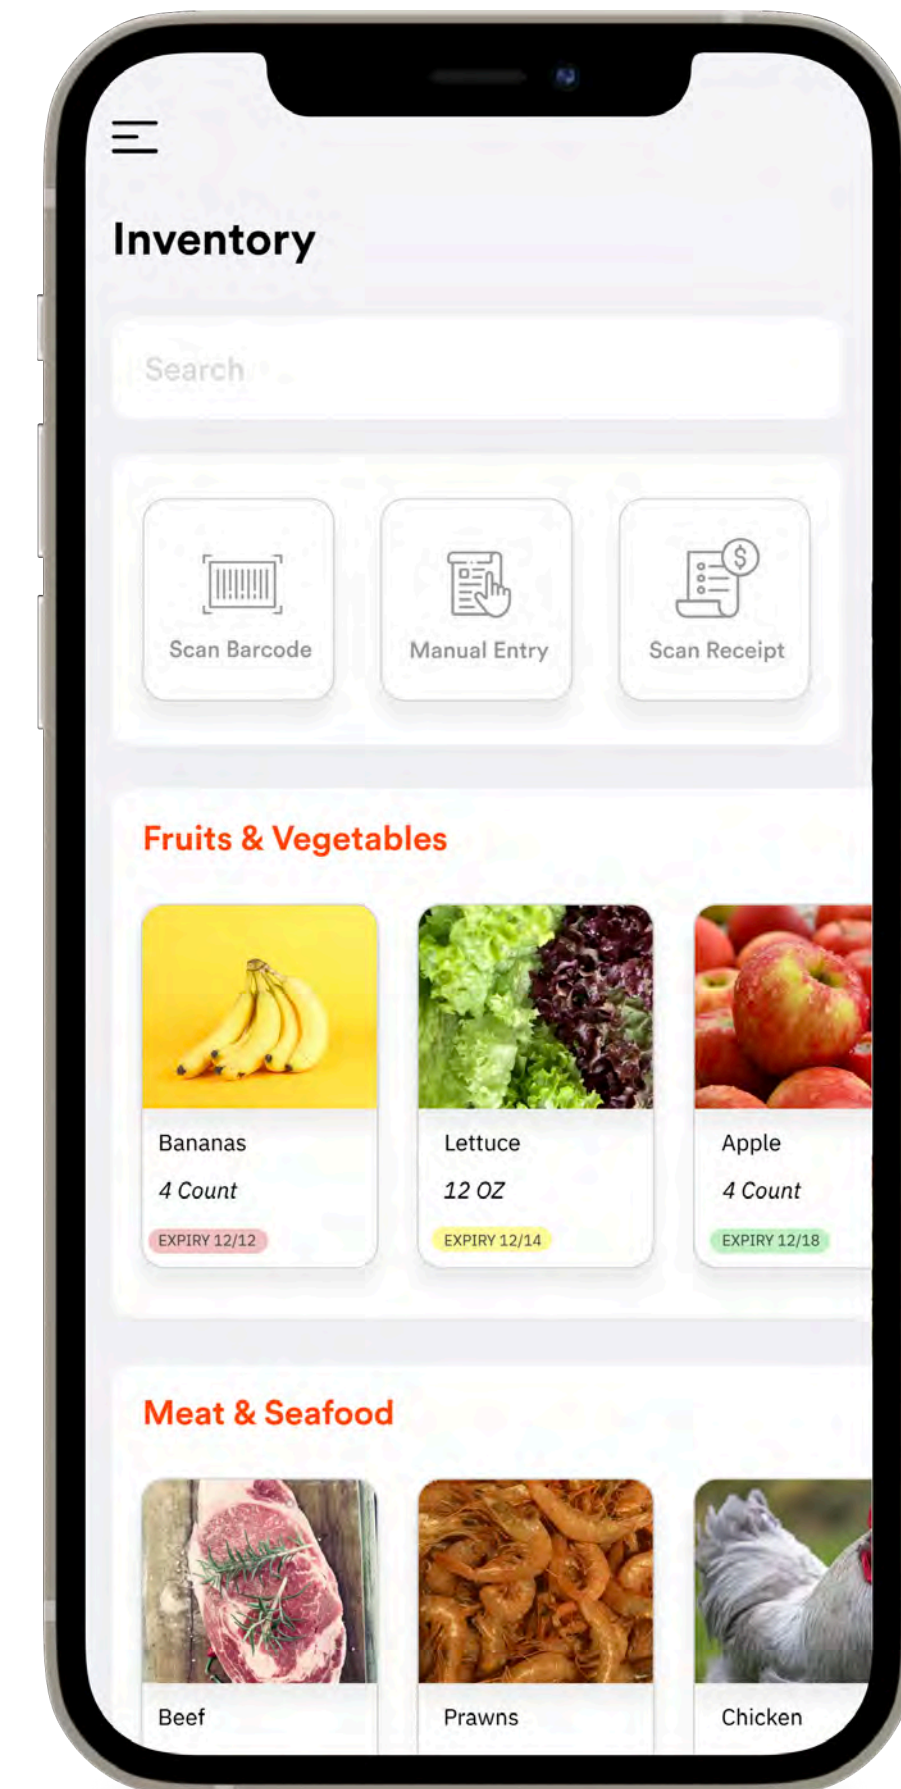 Inventory
Search
Scan Barcode
Manual Entry
Scan Receipt
$
Fruits & Vegetables
Bananas
4 Count
EXPIRY 12/12
Lettuce
12 OZ
EXPIRY 12/14
Apple
4 Count
EXPIRY 12/18
Meat & Seafood
Beef
Prawns
Chicken